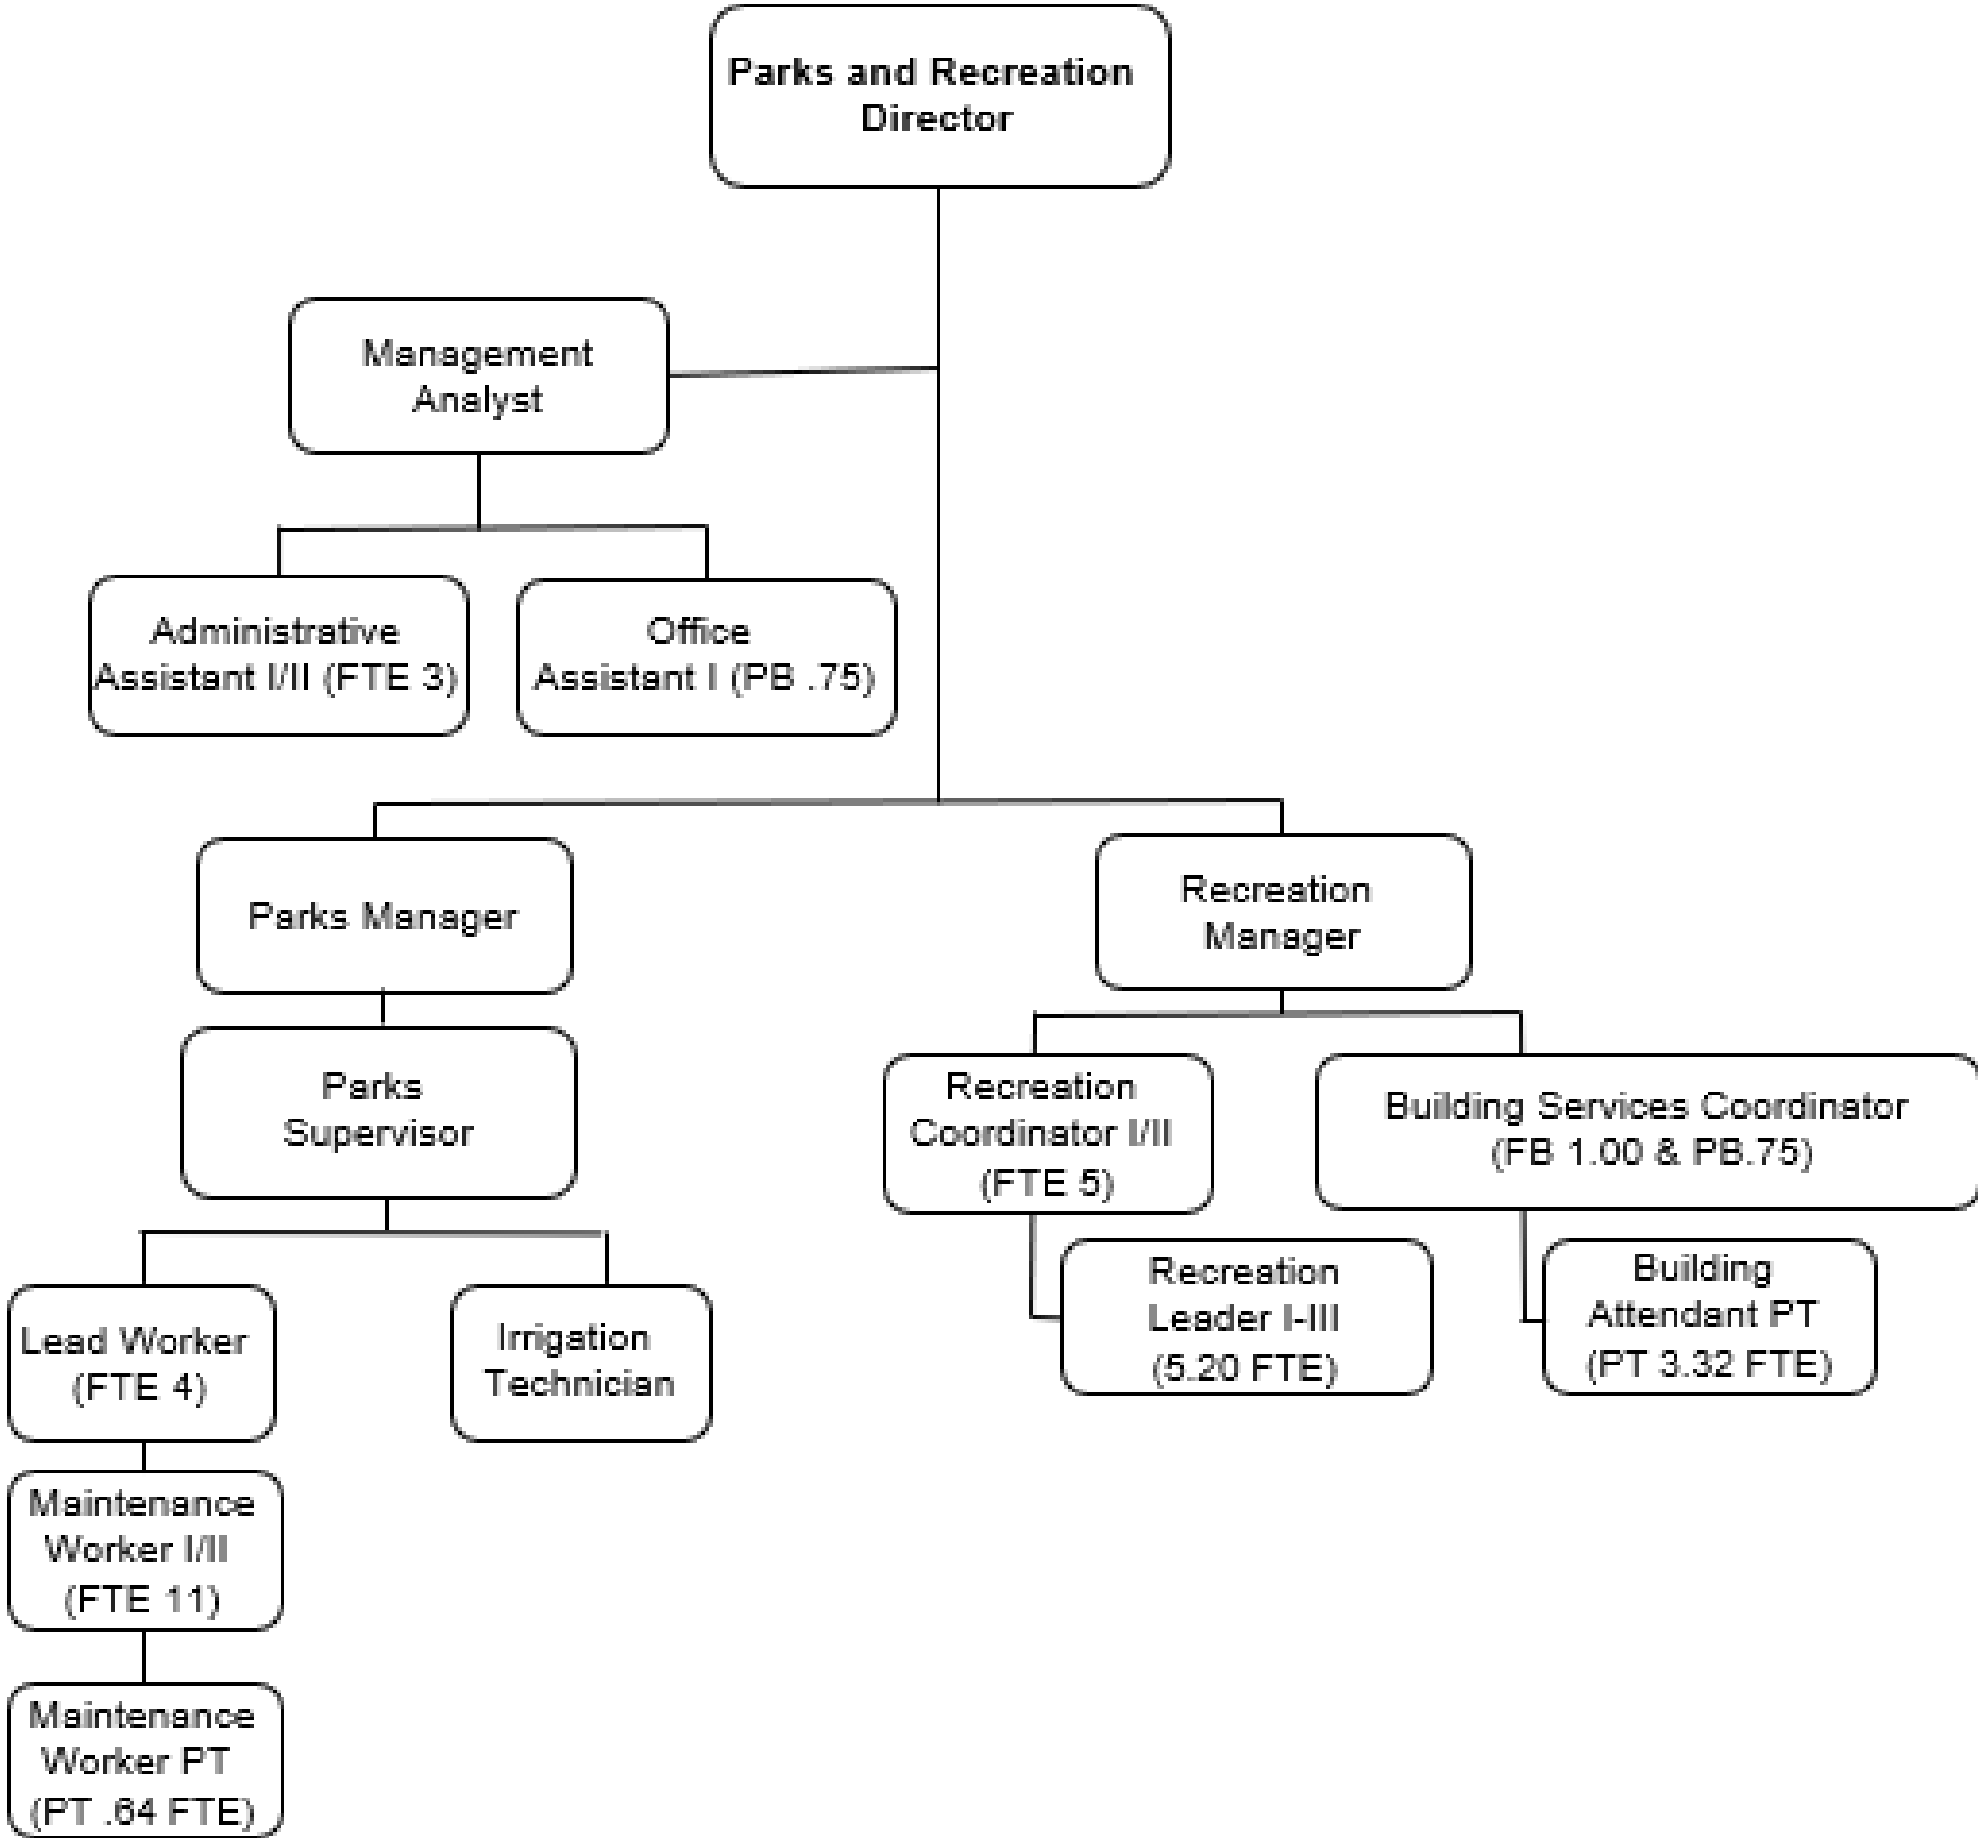 Parks and Recreation
Director
Management
Analyst
Administrative
Assistant I/II (FTE 3)
Office
Assistant I (PB .75)
Parks Manager
Recreation
Manager
Parks
Supervisor
Recreation
Coordinator I/II
(FTE 5)
Building Services Coordinator
(FB 1.00 & PB.75)
Lead Worker
(FTE 4)
Irrigation
Technician
Recreation
Leader I-III
(5.20 FTE)
Building
Attendant PT
(PT 3.32 FTE)
Maintenance
Worker I/II
(FTE 11)
Maintenance
Worker PT
(PT .64 FTE)